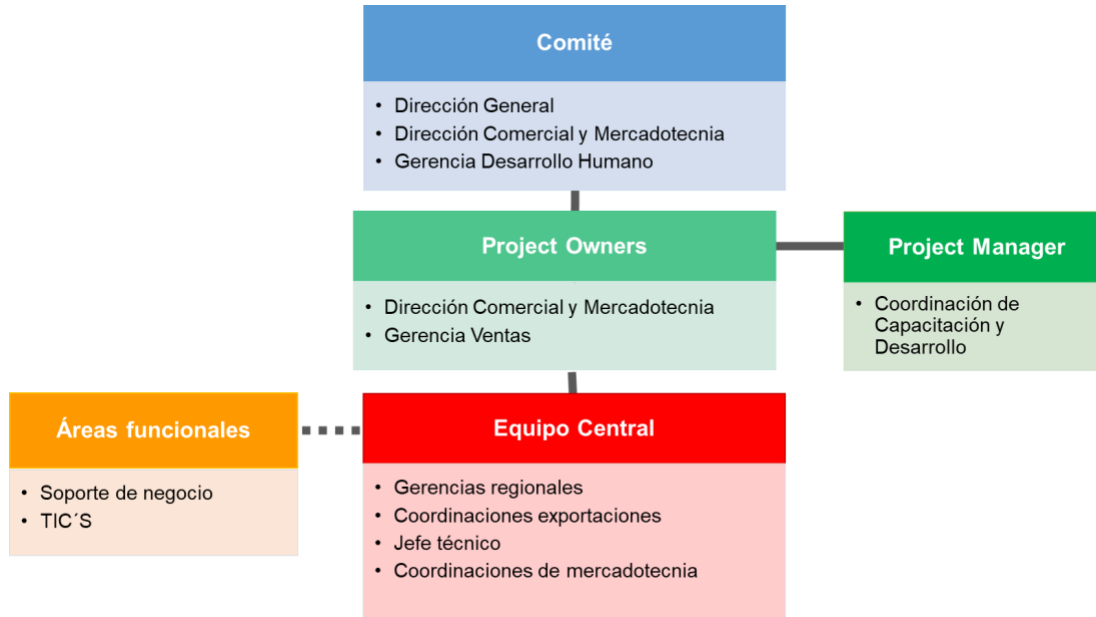 Comité
• Dirección General
• Dirección Comercial y Mercadotecnia
• Gerencia Desarrollo Humano
Project Owners
• Dirección Comercial y Mercadotecnia
• Gerencia Ventas
Project Manager
• Coordinación de
Capacitación y
Desarrollo
Áreas funcionales
• Soporte de negocio
• TIC´S
Equipo Central
• Gerencias regionales
• Coordinaciones exportaciones
• Jefe técnico
• Coordinaciones de mercadotecnia